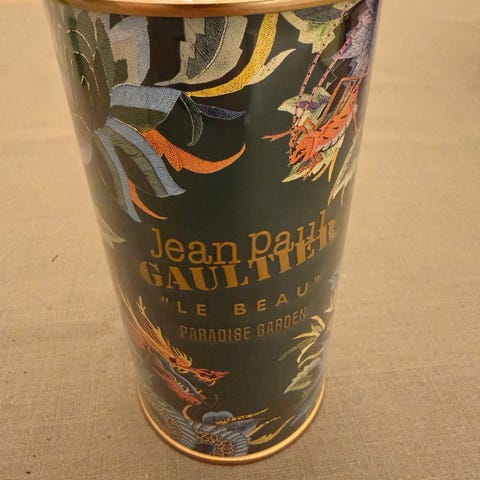 Jean Paul
GAULTIER
"LE BEAU"
PARADISE GARDEN